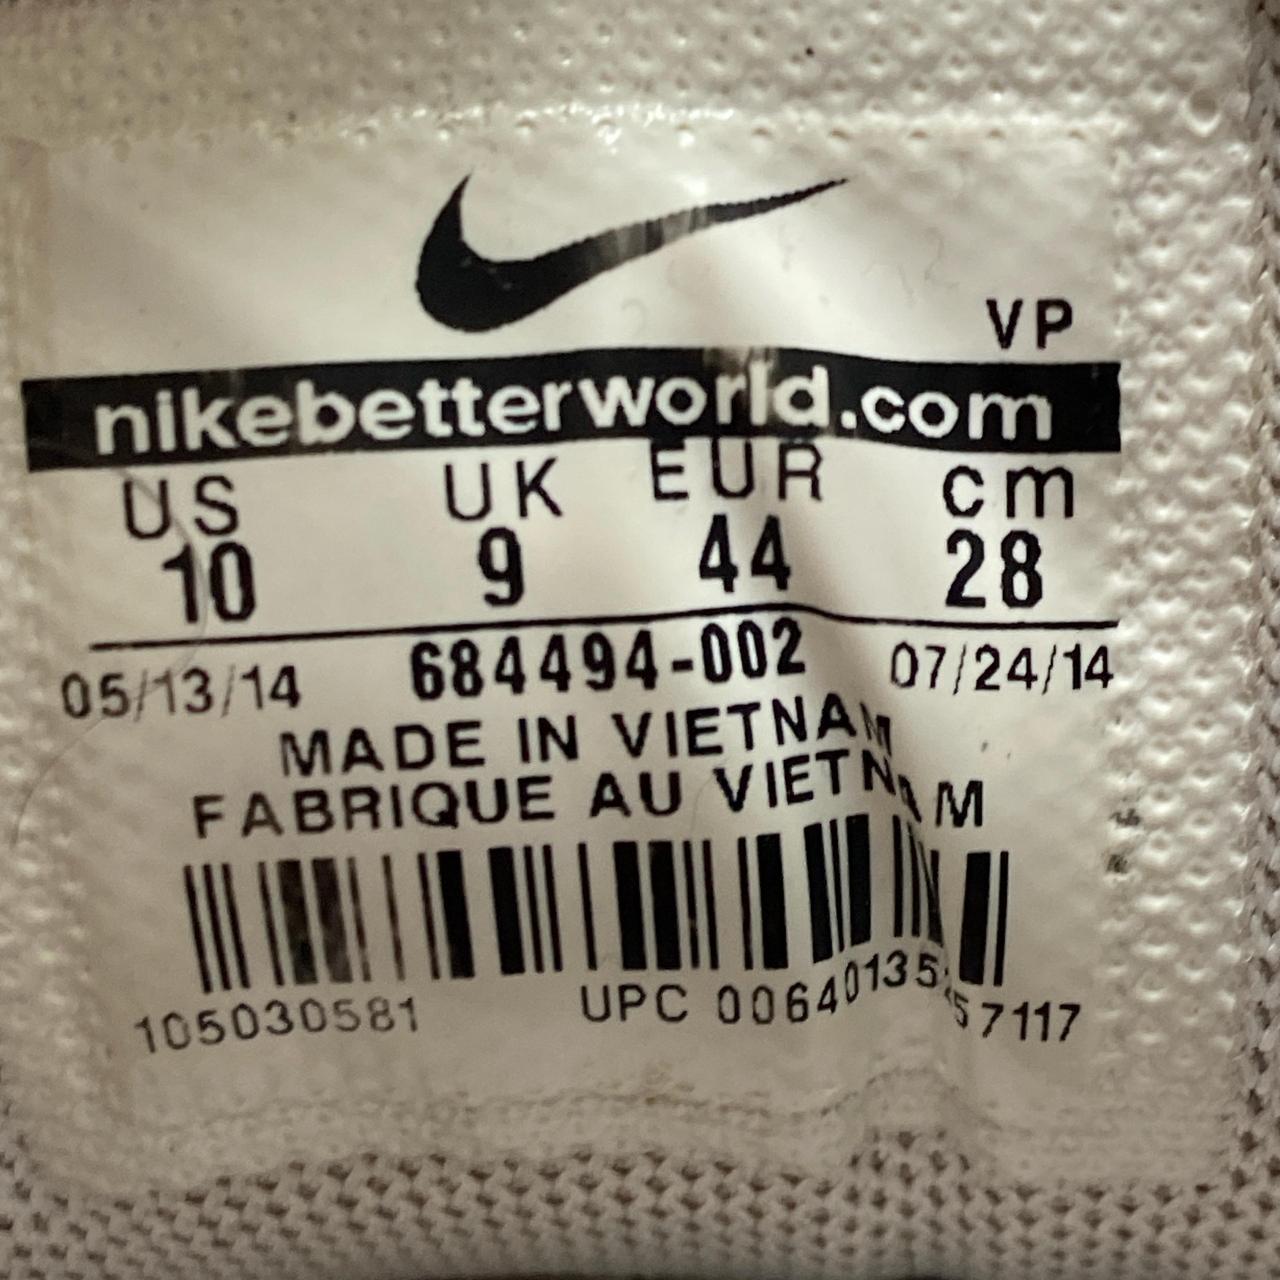 VP
nikebetterworld.com
US UK EUR cm
10 9 44 28
05/13/14 684494-002 07/24/14
MADE IN VIETNAM
FABRIQUE AU VIETNAM
105030581 UPC